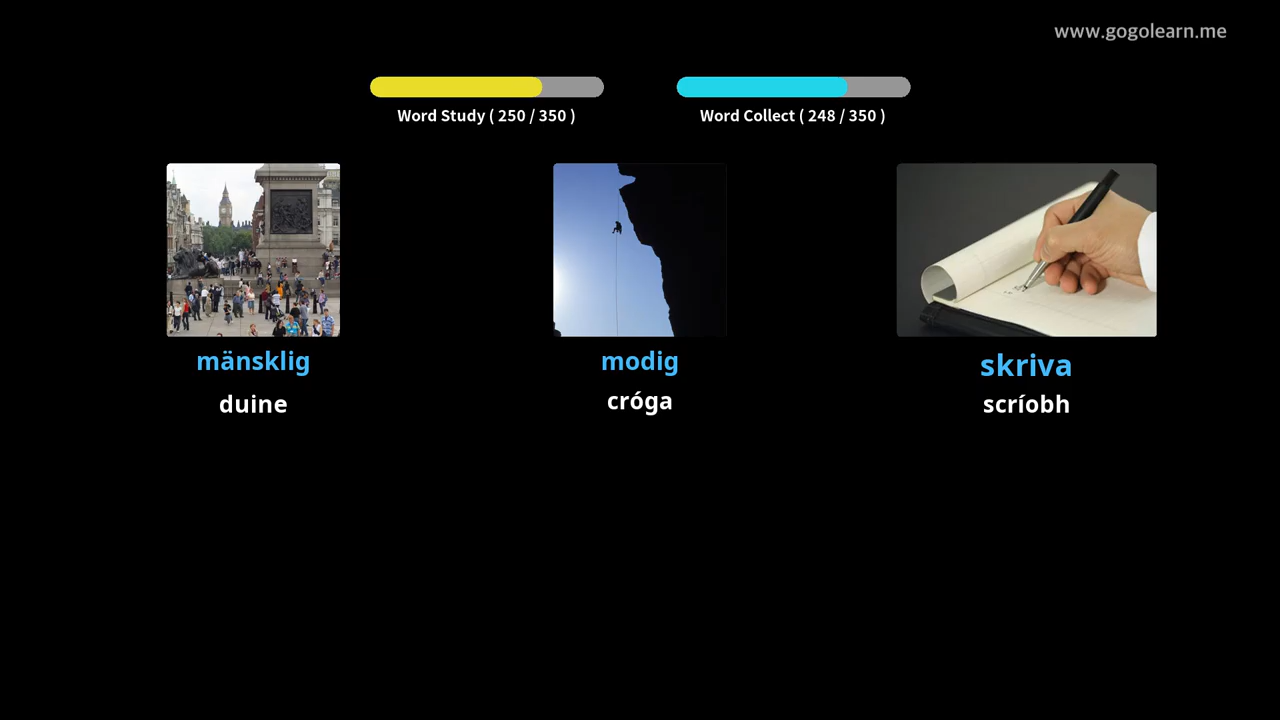 www.gogolearn.me
Word Study ( 250 / 350 )
Word Collect ( 248 / 350 )
mänsklig
duine
modig
cróga
skriva
scríobh